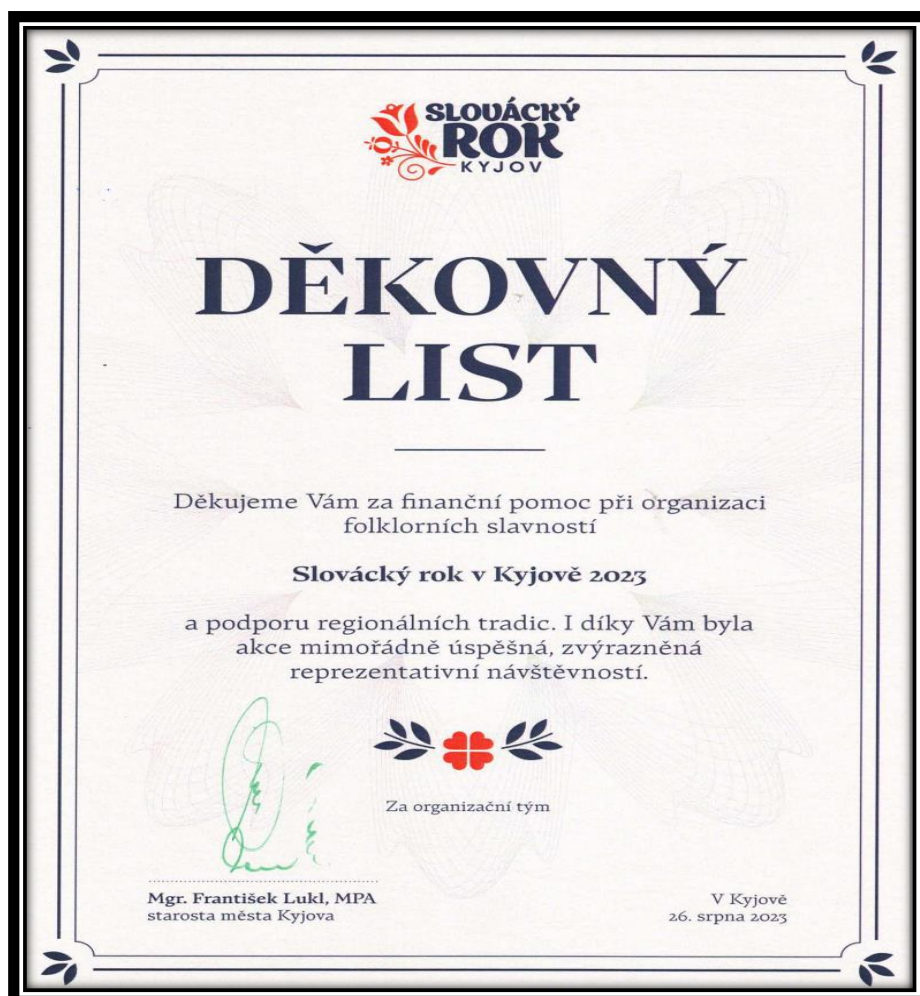 SLOVÁCKÝ
ROK
KYJOV
DĚKOVNÝ
LIST
Děkujeme Vám za finanční pomoc při organizaci
folklorních slavností
Slovácký rok v Kyjově 2023
a podporu regionálních tradic. I díky Vám byla
akce mimořádně úspěšná, zvýrazněná
reprezentativní návštěvností.
Za organizační tým
Mgr. František Lukl, MPA
starosta města Kyjova
V Kyjově
26. srpna 2023